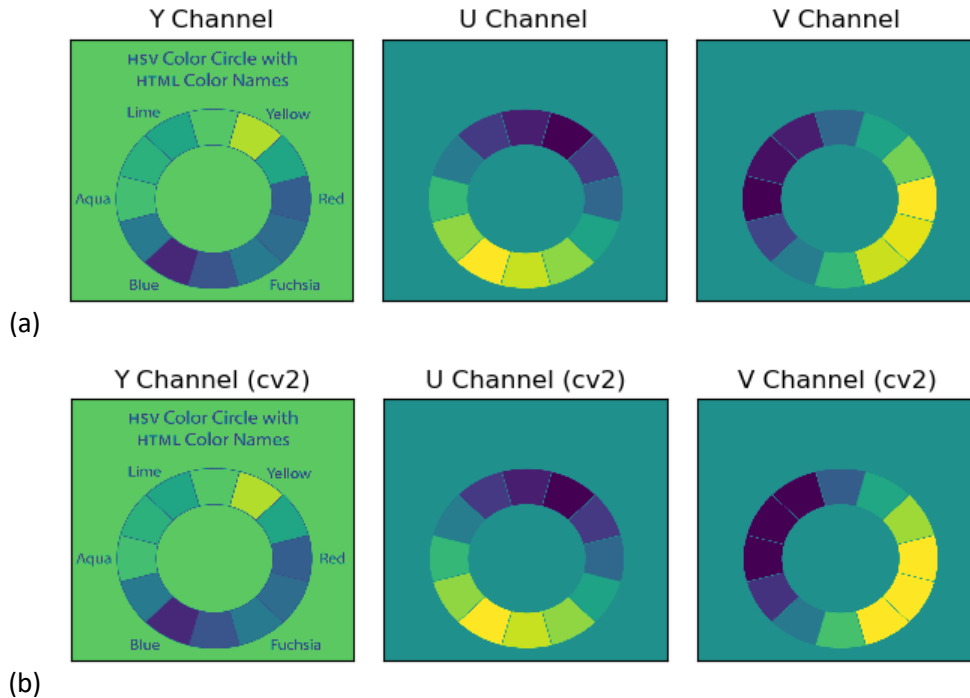 Y Channel
U Channel
V Channel
HSV Color Circle with
HTML Color Names
Lime
Yellow
Aqua
Red
Blue
Fuchsia
(a)
Y Channel (cv2)
U Channel (cv2)
V Channel (cv2)
HSV Color Circle with
HTML Color Names
Lime
Yellow
Aqua
Red
Blue
Fuchsia
(b)